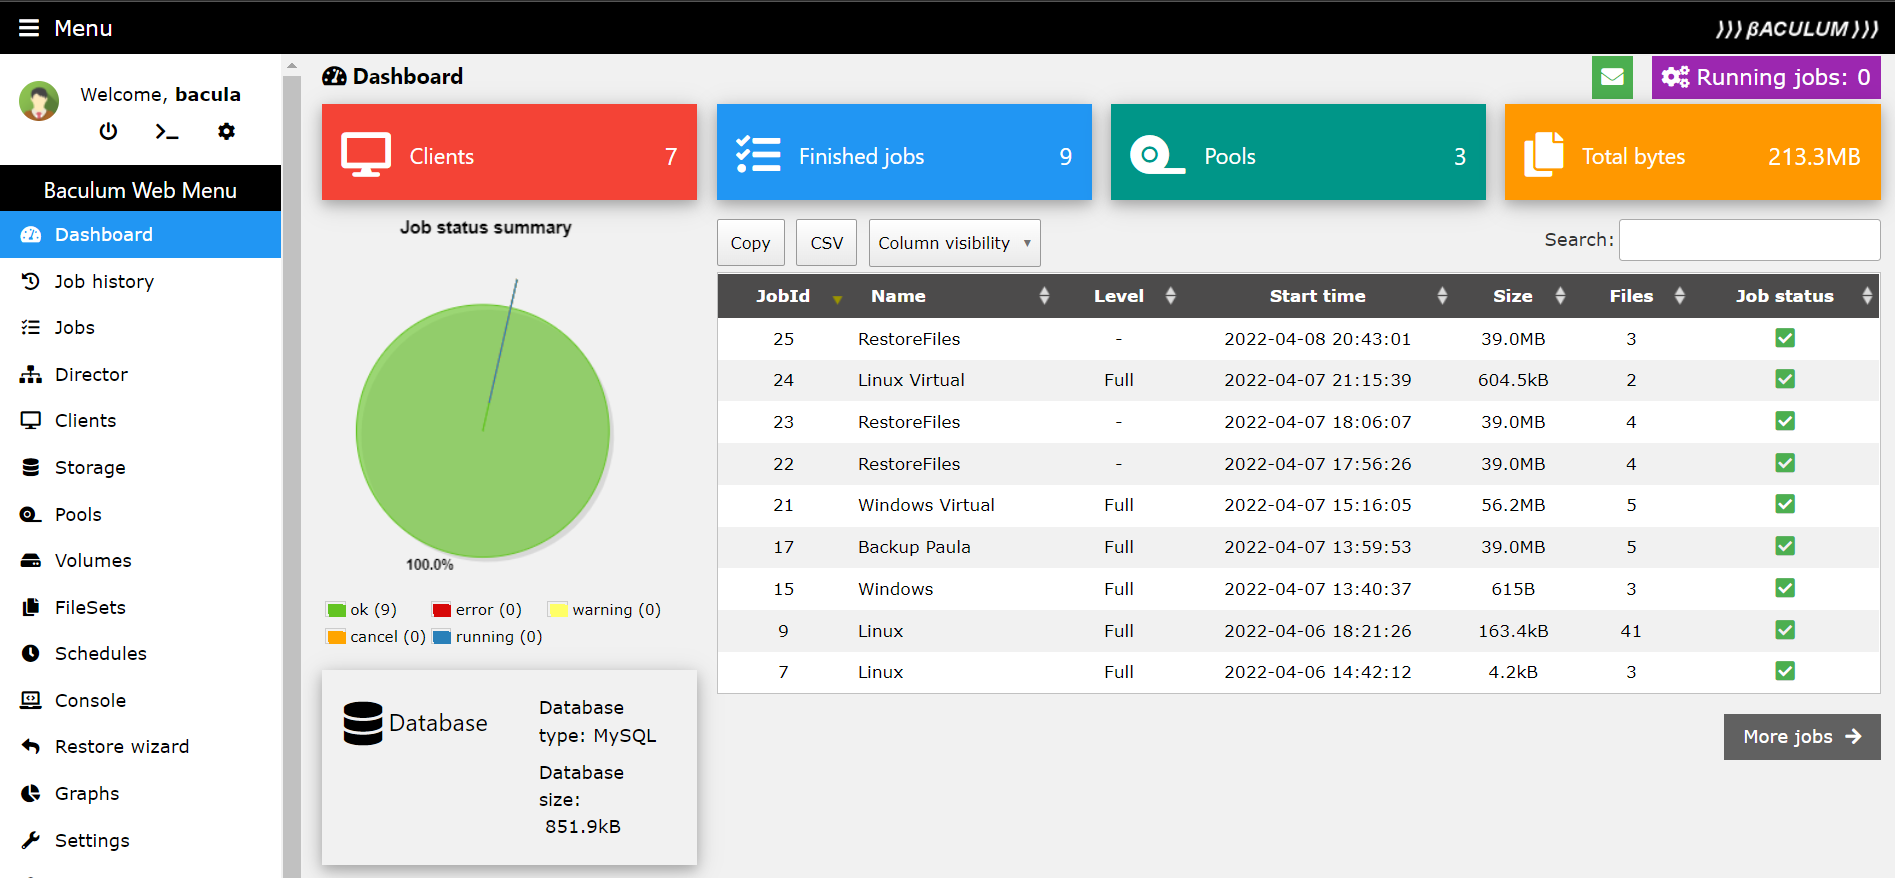 Menu
))) βACULUM )))
Welcome, bacula
Baculum Web Menu
Dashboard
Job history
Jobs
Director
Clients
Storage
Pools
Volumes
FileSets
Schedules
Console
Restore wizard
Graphs
Settings
Dashboard
Running jobs: 0
Clients 7
Finished jobs 9
Pools 3
Total bytes 213.3MB
Job status summary
100.0%
ok (9) error (0) warning (0)
cancel (0) running (0)
Database
Database
type: MySQL
Database
size:
851.9kB
Copy CSV Column visibility ▾ Search:
JobId Name Level Start time Size Files Job status
25 RestoreFiles - 2022-04-08 20:43:01 39.0MB 3
24 Linux Virtual Full 2022-04-07 21:15:39 604.5kB 2
23 RestoreFiles - 2022-04-07 18:06:07 39.0MB 4
22 RestoreFiles - 2022-04-07 17:56:26 39.0MB 4
21 Windows Virtual Full 2022-04-07 15:16:05 56.2MB 5
17 Backup Paula Full 2022-04-07 13:59:53 39.0MB 5
15 Windows Full 2022-04-07 13:40:37 615B 3
9 Linux Full 2022-04-06 18:21:26 163.4kB 41
7 Linux Full 2022-04-06 14:42:12 4.2kB 3
More jobs